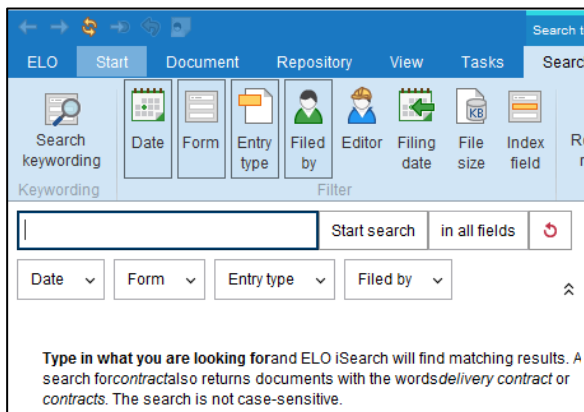 Search t
ELO Start Document Repository View Tasks Searc
Search keywording
Date
Form
Entry type
Filed by
Editor
Filing date
KB
File size
Index field
Keywording
Filter
Start search in all fields
Date Form Entry type Filed by
Type in what you are looking forand ELO iSearch will find matching results. A
search forcontractalso returns documents with the wordsdelivery contract or
contracts. The search is not case-sensitive.